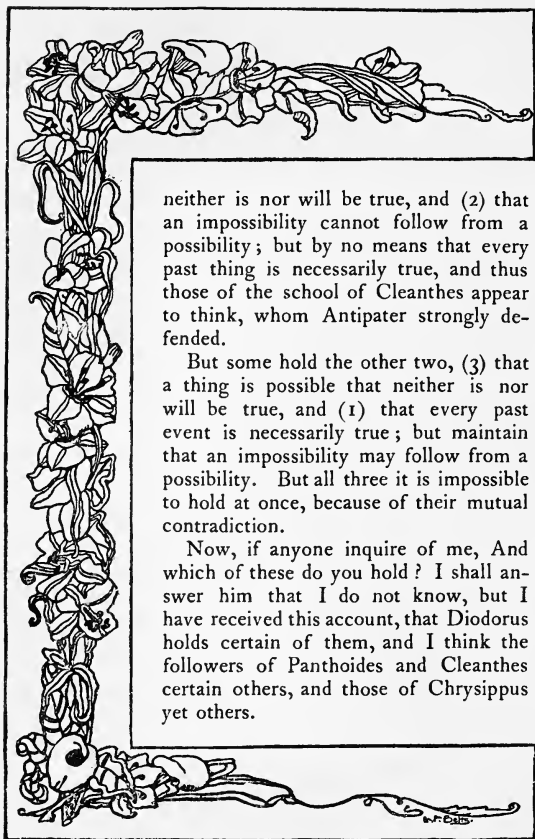 neither is nor will be true, and (2) that
an impossibility cannot follow from a
possibility; but by no means that every
past thing is necessarily true, and thus
those of the school of Cleanthes appear
to think, whom Antipater strongly de-
fended.
But some hold the other two, (3) that
a thing is possible that neither is nor
will be true, and (1) that every past
event is necessarily true; but maintain
that an impossibility may follow from a
possibility. But all three it is impossible
to hold at once, because of their mutual
contradiction.
Now, if anyone inquire of me, And
which of these do you hold? I shall an-
swer him that I do not know, but I
have received this account, that Diodorus
holds certain of them, and I think the
followers of Panthoides and Cleanthes
certain others, and those of Chrysippus
yet others.